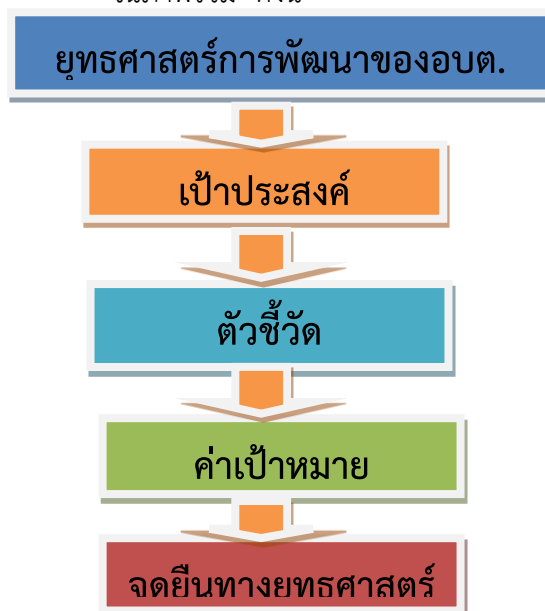 ยุทธศาสตร์การพัฒนาของอบต.
เป้าประสงค์
ตัวชี้วัด
ค่าเป้าหมาย
จุดยืนทางยุทธศาสตร์